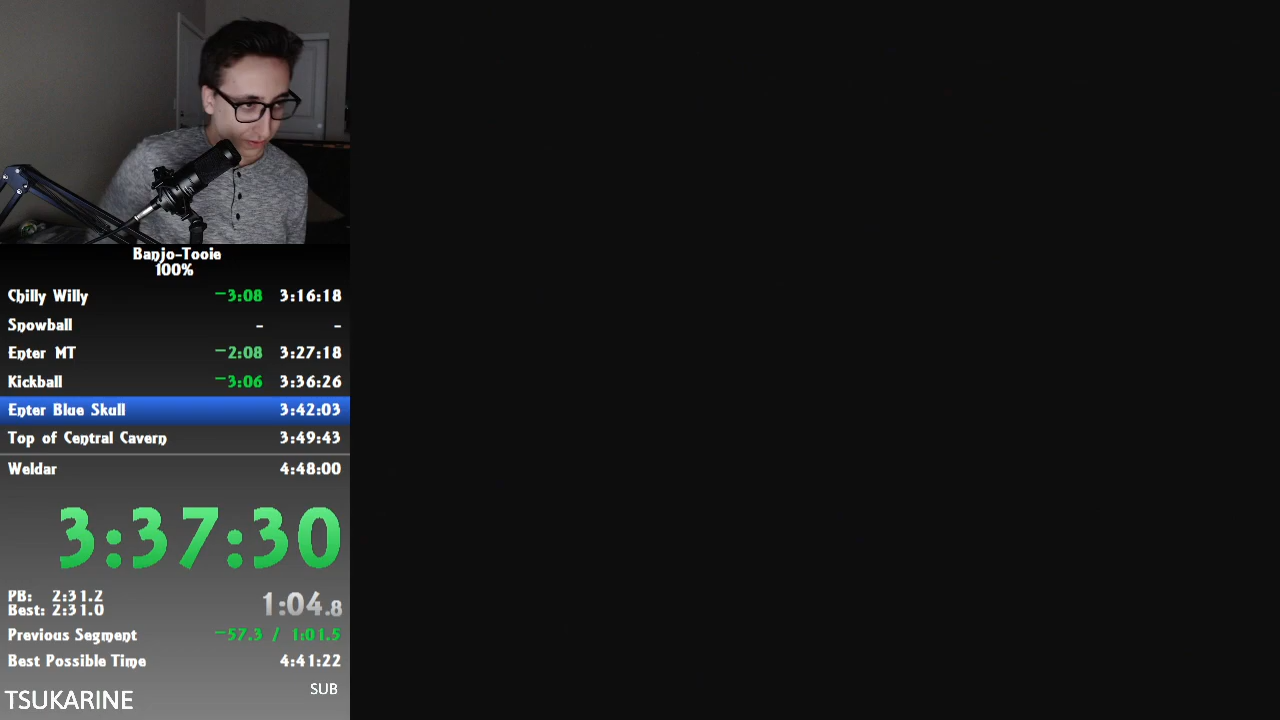 Banjo-Tooie
100%
Chilly Willy −3:08 3:16:18
Snowball - -
Enter MT −2:08 3:27:18
Kickball −3:06 3:36:26
Enter Blue Skull 3:42:03
Top of Central Cavern 3:49:43
Weldar 4:48:00
3:37:30
PB: 2:31.2
Best: 2:31.0
1:04.8
Previous Segment −57.3 / 1:01.5
Best Possible Time 4:41:22
TSUKARINE
SUB